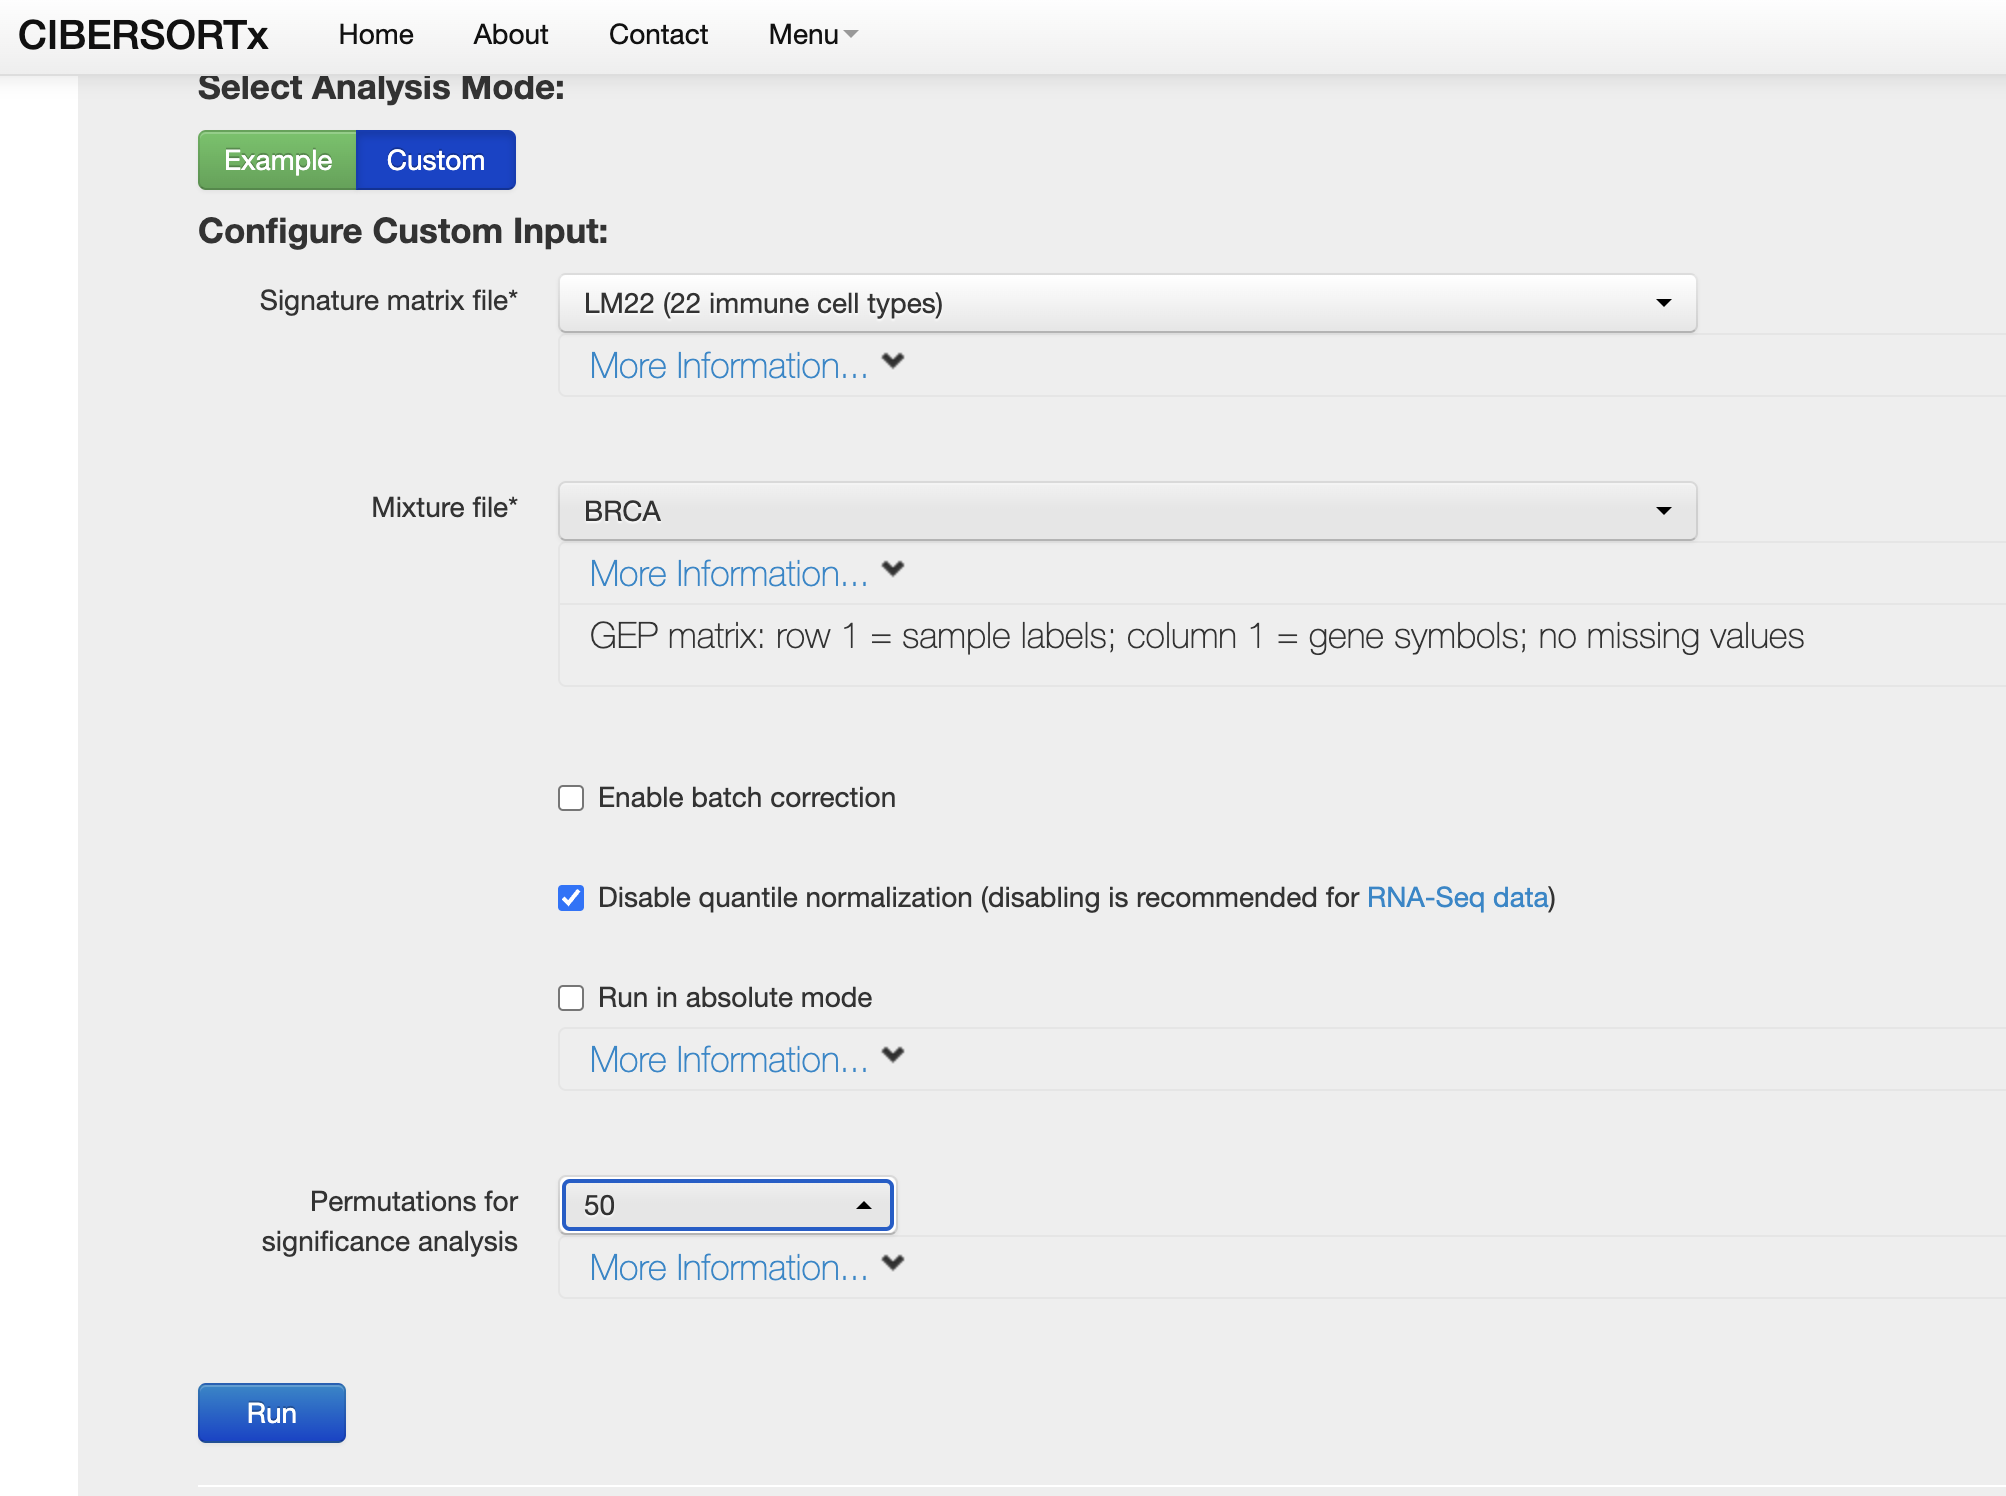 CIBERSORTx Home About Contact Menu
Select Analysis Mode:
Example Custom
Configure Custom Input:
Signature matrix file* LM22 (22 immune cell types)
More Information...
Mixture file* BRCA
More Information...
GEP matrix: row 1 = sample labels; column 1 = gene symbols; no missing values
Enable batch correction
Disable quantile normalization (disabling is recommended for RNA-Seq data)
Run in absolute mode
More Information...
Permutations for
significance analysis
50
More Information...
Run